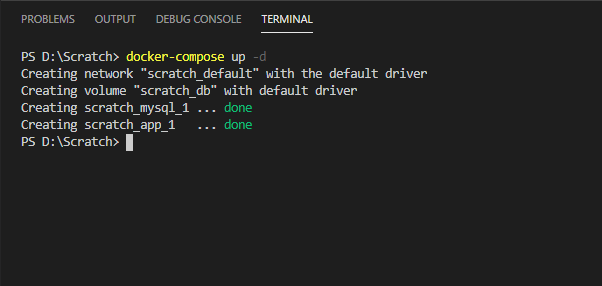 PROBLEMS OUTPUT DEBUG CONSOLE TERMINAL
PS D:\Scratch> docker-compose up -d
Creating network "scratch_default" with the default driver
Creating volume "scratch_db" with default driver
Creating scratch_mysql_1 ... done
Creating scratch_app_1   ... done
PS D:\Scratch>